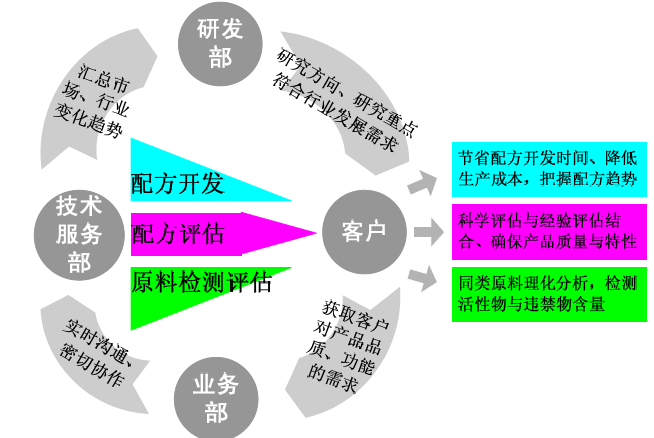 研发
部
汇总市
场、行业
变化趋势
研究方向、研究重点
符合行业发展需求
配方开发
配方评估
原料检测评估
技术
服务
部
客户
节省配方开发时间、降低
生产成本，把握配方趋势
科学评估与经验评估结
合、确保产品质量与特性
同类原料理化分析，检测
活性物与违禁物含量
实时沟通、
密切协作
获取客户
对产品品
质、功能
的需求
业务
部